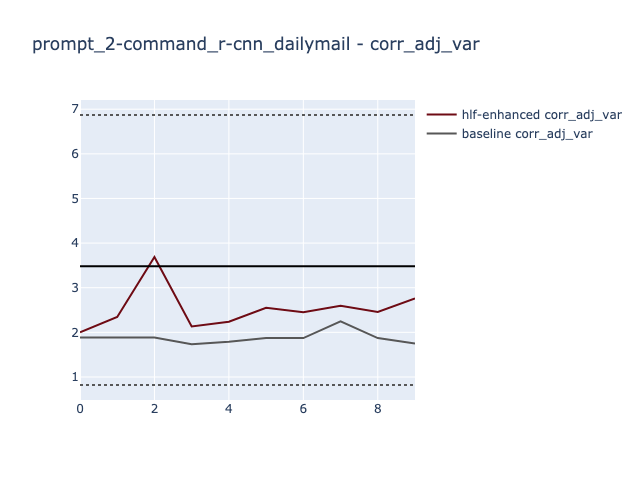 prompt_2-command_r-cnn_dailymail - corr_adj_var
hlf-enhanced corr_adj_var
baseline corr_adj_var
7
6
5
4
3
2
1
0 2 4 6 8